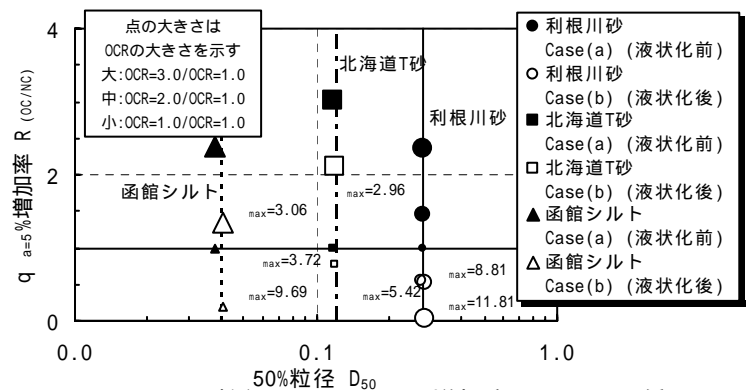 点の大きさは
OCRの大きさを示す
大:OCR=3.0/OCR=1.0
中:OCR=2.0/OCR=1.0
小:OCR=1.0/OCR=1.0
q a=5%増加率 R (OC/NC)
4
2
0
0.0
0.1
1.0
50%粒径 D50
北海道T砂
利根川砂
函館シルト
max=2.96
max=3.06
max=3.72
max=9.69
max=5.42
max=8.81
max=11.81
利根川砂
Case(a) (液状化前)
利根川砂
Case(b) (液状化後)
北海道T砂
Case(a) (液状化前)
北海道T砂
Case(b) (液状化後)
函館シルト
Case(a) (液状化前)
函館シルト
Case(b) (液状化後)